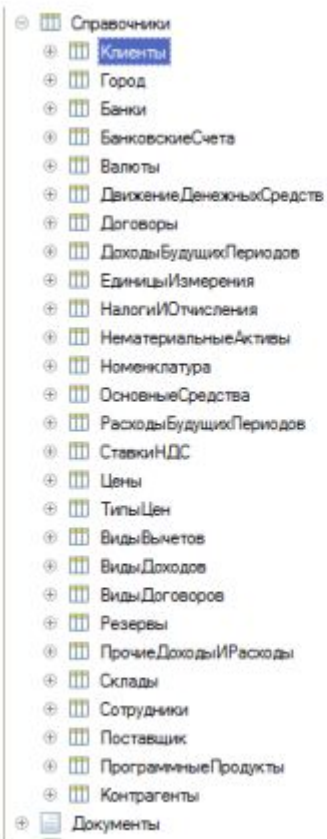 Справочники
Клиенты
Город
Банки
БанковскиеСчета
Валюты
ДвижениеДенежныхСредств
Договоры
ДоходыБудущихПериодов
ЕдиницыИзмерения
НалогиИОтчисления
НематериальныеАктивы
Номенклатура
ОсновныеСредства
РасходыБудущихПериодов
СтавкиНДС
Цены
ТипыЦен
ВидыВычетов
ВидыДоходов
ВидыДоговоров
Резервы
ПрочиеДоходыИРасходы
Склады
Сотрудники
Поставщик
ПрограммныеПродукты
Контрагенты
Документы